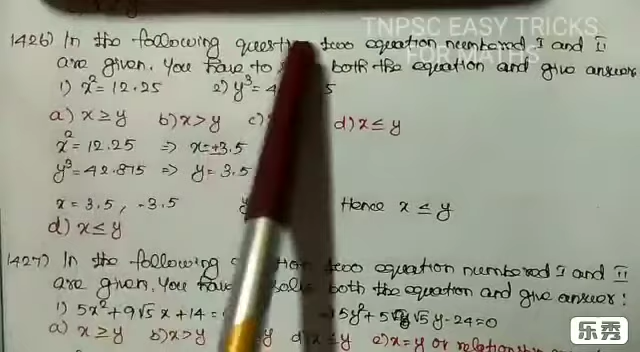 TNPSC EASY TRICKS
FOR MATHS
1426) In the following two equation numbered I and II
are given. You have to both the equation and give answer
1) x² = 12.25 2) y³ = 4 5
a) x ≥ y b) x > y c) d) x ≤ y
x² = 12.25 ⇒ x = ±3.5
y³ = 42.875 ⇒ y = 3.5
x = 3.5, -3.5 Hence x ≤ y
d) x ≤ y
1427) In the following two equation numbered I and II
are given. You have both the equation and give answer:
1) 5x² + 9√5 x + 14 = 15y² + 5 √5 y - 24 = 0
a) x ≥ y b) x > y y d) x ≤ y e) x = y or relationship
乐秀